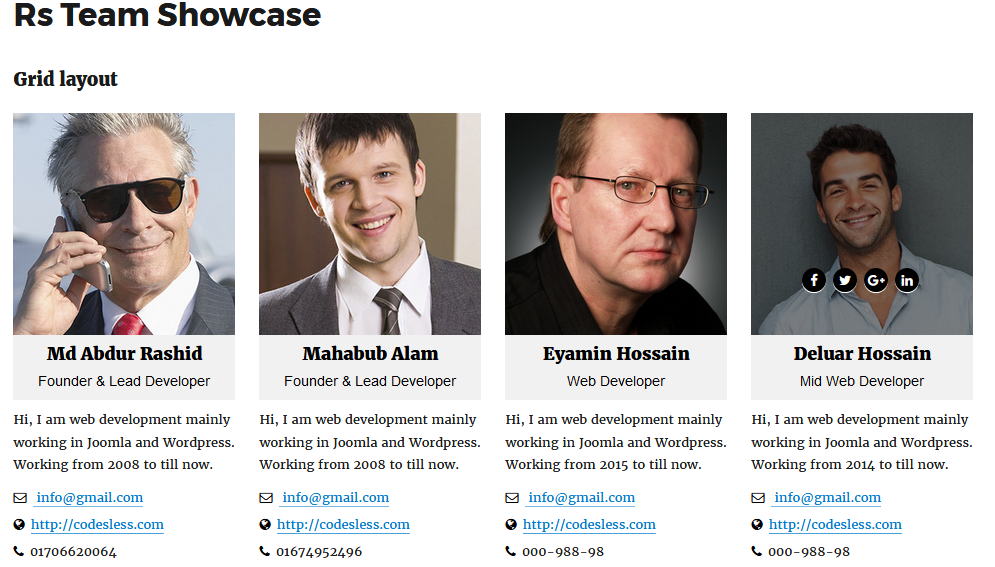 Rs Team Showcase
Grid layout
Md Abdur Rashid
Founder & Lead Developer
Hi, I am web development mainly
working in Joomla and Wordpress.
Working from 2008 to till now.
info@gmail.com
http://codesless.com
01706620064
Mahabub Alam
Founder & Lead Developer
Hi, I am web development mainly
working in Joomla and Wordpress.
Working from 2008 to till now.
info@gmail.com
http://codesless.com
01674952496
Eyamin Hossain
Web Developer
Hi, I am web development mainly
working in Joomla and Wordpress.
Working from 2015 to till now.
info@gmail.com
http://codesless.com
000-988-98
f G+ in
Deluar Hossain
Mid Web Developer
Hi, I am web development mainly
working in Joomla and Wordpress.
Working from 2014 to till now.
info@gmail.com
http://codesless.com
000-988-98